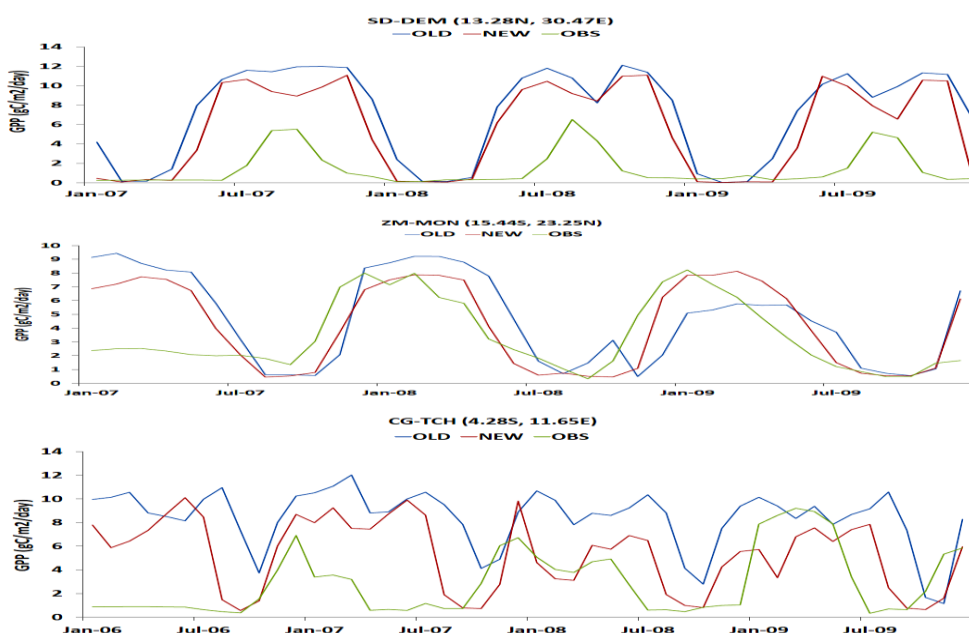 SD-DEM (13.28N, 30.47E)
OLD NEW OBS
GPP (gC/m2/day)
14
12
10
8
6
4
2
0
Jan-07 Jul-07 Jan-08 Jul-08 Jan-09 Jul-09
ZM-MON (15.44S, 23.25N)
OLD NEW OBS
GPP (gC/m2/day)
10
9
8
7
6
5
4
3
2
1
0
Jan-07 Jul-07 Jan-08 Jul-08 Jan-09 Jul-09
CG-TCH (4.28S, 11.65E)
OLD NEW OBS
GPP (gC/m2/day)
14
12
10
8
6
4
2
0
Jan-06 Jul-06 Jan-07 Jul-07 Jan-08 Jul-08 Jan-09 Jul-09